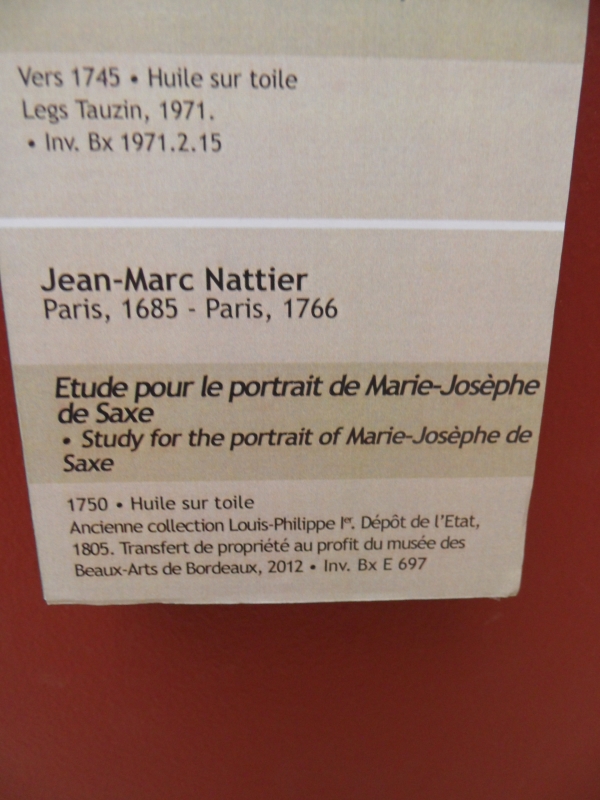 Vers 1745 • Huile sur toile
Legs Tauzin, 1971.
• Inv. Bx 1971.2.15
Jean-Marc Nattier
Paris, 1685 - Paris, 1766
Etude pour le portrait de Marie-Josèphe
de Saxe
• Study for the portrait of Marie-Josèphe de
Saxe
1750 • Huile sur toile
Ancienne collection Louis-Philippe Ier. Dépôt de l'Etat,
1805. Transfert de propriété au profit du musée des
Beaux-Arts de Bordeaux, 2012 • Inv. Bx E 697